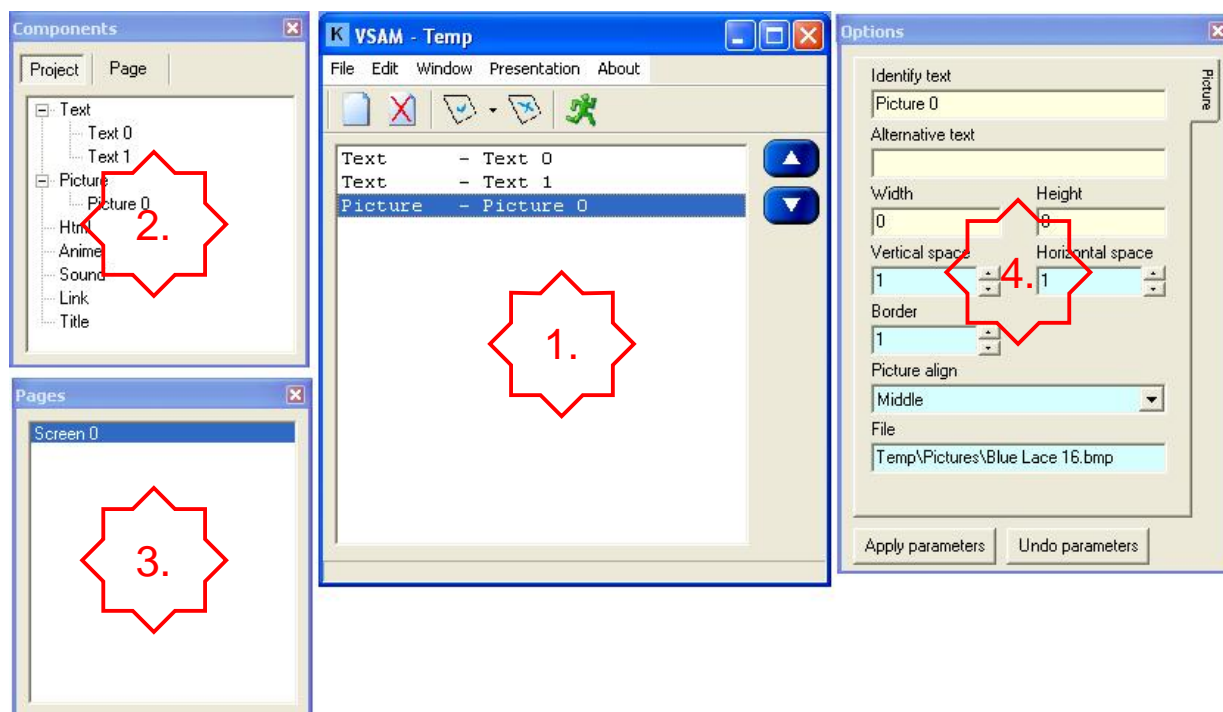 Components
Project Page
Text
Text 0
Text 1
Picture
Picture 0
Html
Anime
Sound
Link
Title
2.
Pages
Screen 0
3.
K VSAM - Temp
File Edit Window Presentation About
Text - Text 0
Text - Text 1
Picture - Picture 0
1.
Options
Picture
Identify text
Picture 0
Alternative text
Width Height
0 0
Vertical space Horizontal space
1 1
4.
Border
1
Picture align
Middle
File
Temp\Pictures\Blue Lace 16.bmp
Apply parameters Undo parameters